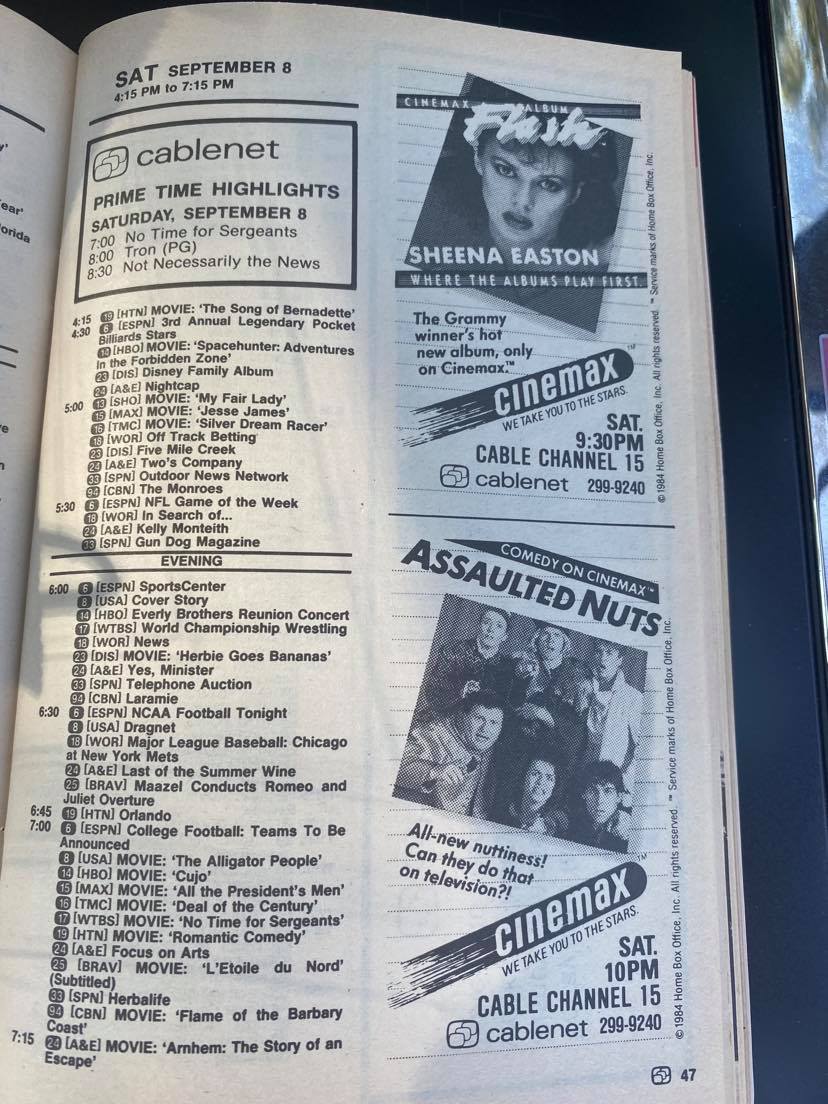 SAT SEPTEMBER 8
4:15 PM to 7:15 PM
cablenet
PRIME TIME HIGHLIGHTS
SATURDAY, SEPTEMBER 8
7:00 No Time for Sergeants
8:00 Tron (PG)
8:30 Not Necessarily the News
4:15 19 [HTN] MOVIE: 'The Song of Bernadette'
4:30 6 [ESPN] 3rd Annual Legendary Pocket
Billiards Stars
14 [HBO] MOVIE: 'Spacehunter: Adventures
in the Forbidden Zone'
23 [DIS] Disney Family Album
24 [A&E] Nightcap
5:00 13 [SHO] MOVIE: 'My Fair Lady'
15 [MAX] MOVIE: 'Jesse James'
16 [TMC] MOVIE: 'Silver Dream Racer'
18 [WOR] Off Track Betting
23 [DIS] Five Mile Creek
24 [A&E] Two's Company
33 [SPN] Outdoor News Network
94 [CBN] The Monroes
5:30 6 [ESPN] NFL Game of the Week
18 [WOR] In Search of...
24 [A&E] Kelly Monteith
33 [SPN] Gun Dog Magazine
EVENING
6:00 6 [ESPN] SportsCenter
8 [USA] Cover Story
14 [HBO] Everly Brothers Reunion Concert
17 [WTBS] World Championship Wrestling
18 [WOR] News
23 [DIS] MOVIE: 'Herbie Goes Bananas'
24 [A&E] Yes, Minister
33 [SPN] Telephone Auction
94 [CBN] Laramie
6:30 6 [ESPN] NCAA Football Tonight
8 [USA] Dragnet
18 [WOR] Major League Baseball: Chicago
at New York Mets
24 [A&E] Last of the Summer Wine
25 [BRAV] Maazel Conducts Romeo and
Juliet Overture
6:45 19 [HTN] Orlando
7:00 6 [ESPN] College Football: Teams To Be
Announced
8 [USA] MOVIE: 'The Alligator People'
14 [HBO] MOVIE: 'Cujo'
15 [MAX] MOVIE: 'All the President's Men'
16 [TMC] MOVIE: 'Deal of the Century'
17 [WTBS] MOVIE: 'No Time for Sergeants'
19 [HTN] MOVIE: 'Romantic Comedy'
24 [A&E] Focus on Arts
25 [BRAV] MOVIE: 'L'Etoile du Nord'
(Subtitled)
33 [SPN] Herbalife
94 [CBN] MOVIE: 'Flame of the Barbary
Coast'
7:15 24 [A&E] MOVIE: 'Arnhem: The Story of an
Escape'
CINEMAX ALBUM
Flash
SHEENA EASTON
WHERE THE ALBUMS PLAY FIRST.
The Grammy
winner's hot
new album, only
on Cinemax.™
cinemax™
WE TAKE YOU TO THE STARS.
SAT.
9:30PM
CABLE CHANNEL 15
cablenet 299-9240
©1984 Home Box Office, Inc. All rights reserved. ™ Service marks of Home Box Office, Inc.
COMEDY ON CINEMAX™
ASSAULTED NUTS
All-new nuttiness!
Can they do that
on television?!
cinemax™
WE TAKE YOU TO THE STARS.
SAT.
10PM
CABLE CHANNEL 15
cablenet 299-9240
©1984 Home Box Office, Inc. All rights reserved. ™ Service marks of Home Box Office, Inc.
47